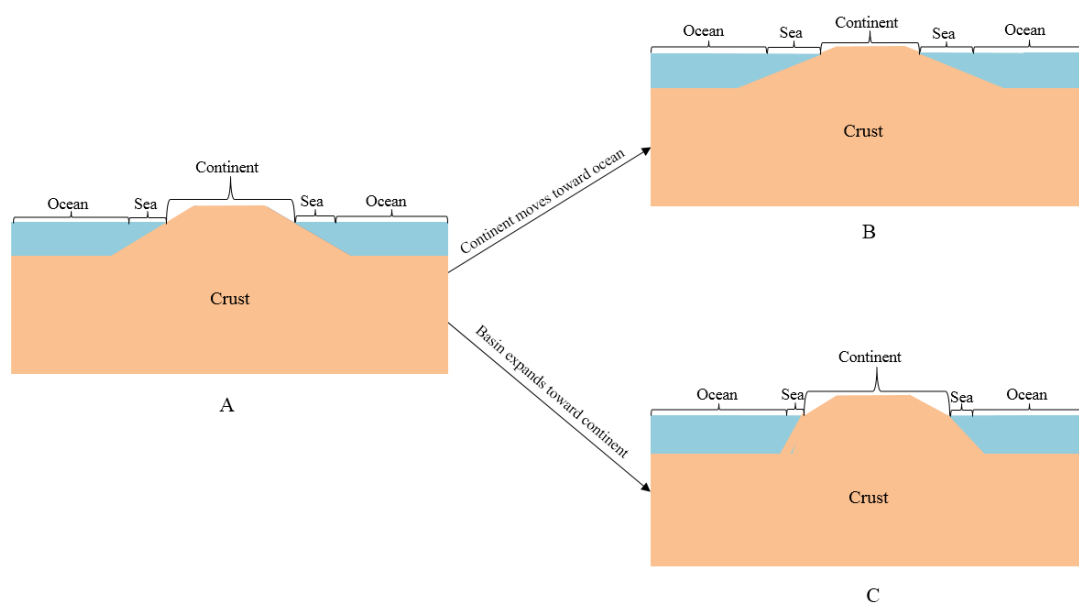 Continent
Ocean Sea Sea Ocean
Crust
A
Continent moves toward ocean
Basin expands toward continent
Continent
Ocean Sea Sea Ocean
Crust
B
Continent
Ocean Sea Sea Ocean
Crust
C